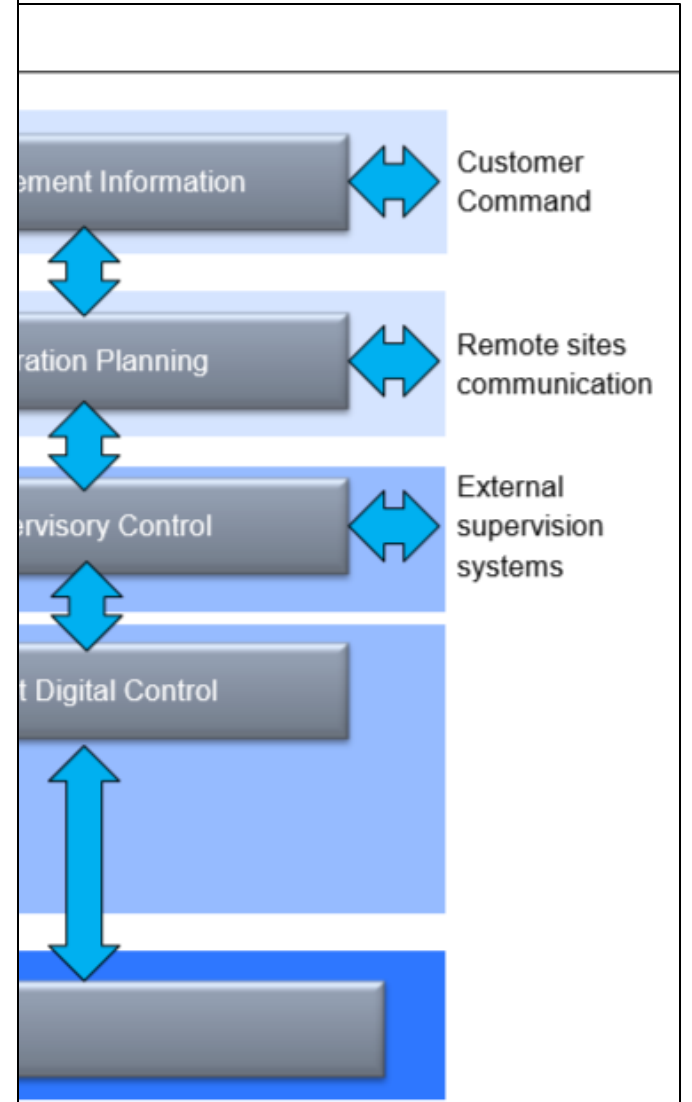 ement Information
Customer
Command
ration Planning
Remote sites
communication
ervisory Control
External
supervision
systems
t Digital Control